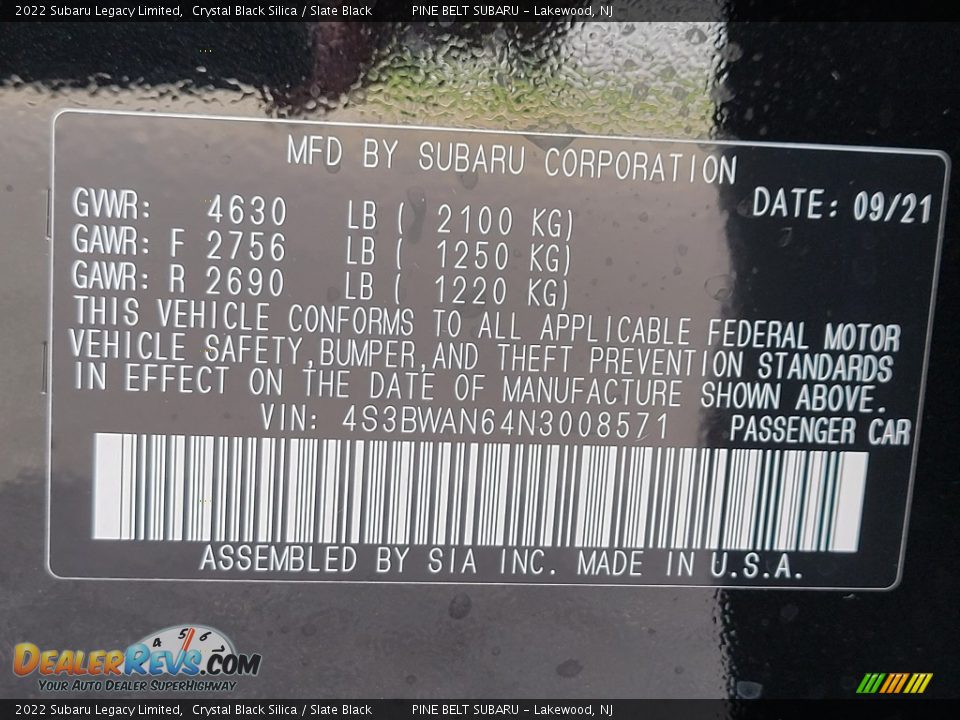 2022 Subaru Legacy Limited, Crystal Black Silica / Slate Black PINE BELT SUBARU - Lakewood, NJ
MFD BY SUBARU CORPORATION
GVWR: 4630 LB ( 2100 KG) DATE: 09/21
GAWR: F 2756 LB ( 1250 KG)
GAWR: R 2690 LB ( 1220 KG)
THIS VEHICLE CONFORMS TO ALL APPLICABLE FEDERAL MOTOR
VEHICLE SAFETY,BUMPER,AND THEFT PREVENTION STANDARDS
IN EFFECT ON THE DATE OF MANUFACTURE SHOWN ABOVE.
VIN: 4S3BWAN64N3008571 PASSENGER CAR
ASSEMBLED BY SIA INC. MADE IN U.S.A.
4 5 6
DEALERREVS.COM
YOUR AUTO DEALER SUPERHIGHWAY
2022 Subaru Legacy Limited, Crystal Black Silica / Slate Black PINE BELT SUBARU - Lakewood, NJ